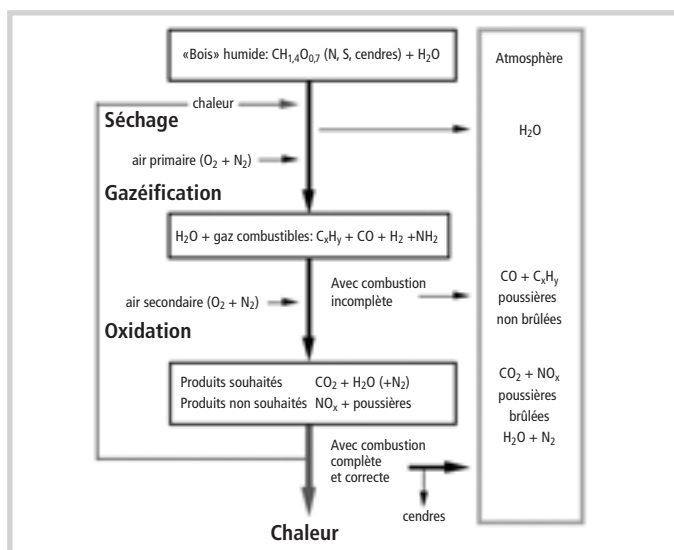 «Bois» humide: CH1,4O0,7 (N, S, cendres) + H2O
Atmosphère
chaleur
Séchage
H2O
air primaire (O2 + N2)
Gazéification
H2O + gaz combustibles: CxHy + CO + H2 +NH2
Avec combustion
incomplète
CO + CxHy
poussières
non brûlées
air secondaire (O2 + N2)
Oxidation
Produits souhaités CO2 + H2O (+N2)
Produits non souhaités NOx + poussières
CO2 + NOx
poussières
brûlées
H2O + N2
Avec combustion
complète
et correcte
cendres
Chaleur